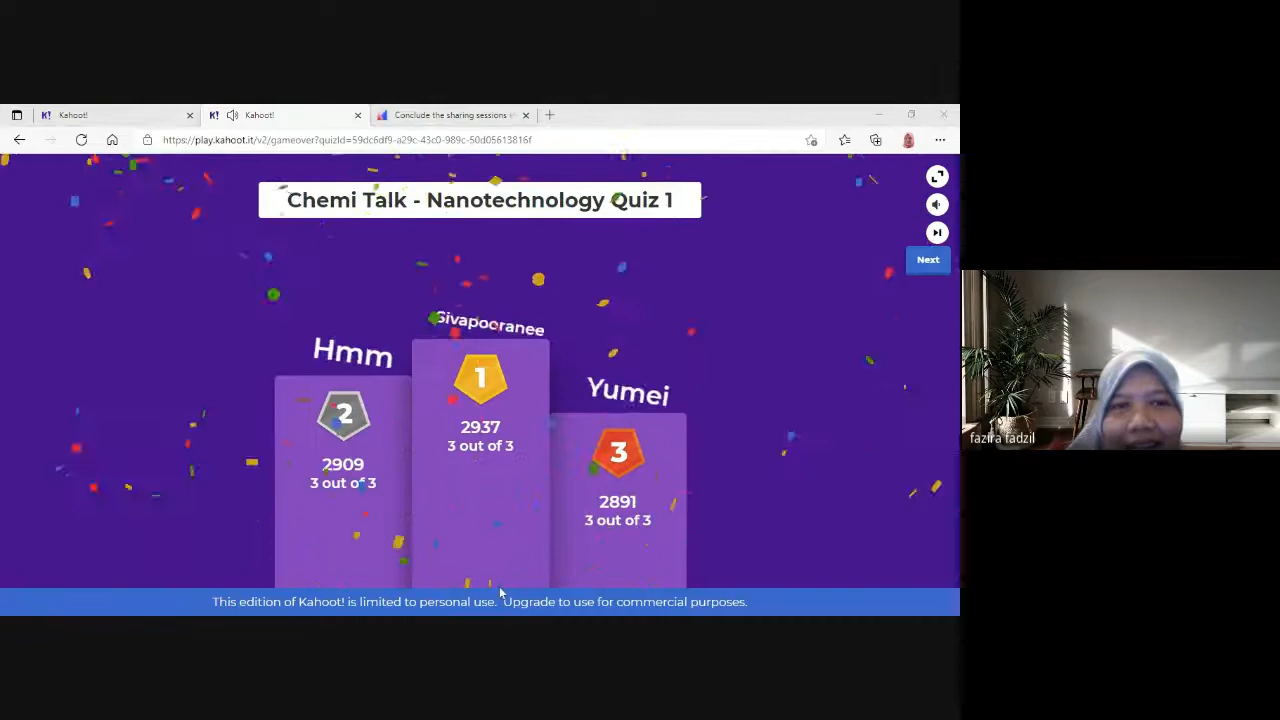 K! Kahoot!
K! Kahoot!
Conclude the sharing sessions
https://play.kahoot.it/v2/gameover?quizId=59dc6df9-a29c-43c0-989c-50d05613816f
Chemi Talk - Nanotechnology Quiz 1
Next
Sivapooranee
Hmm
1
Yumei
2
2937
3 out of 3
3
2909
3 out of 3
2891
3 out of 3
fazira fadzil
This edition of Kahoot! is limited to personal use. Upgrade to use for commercial purposes.